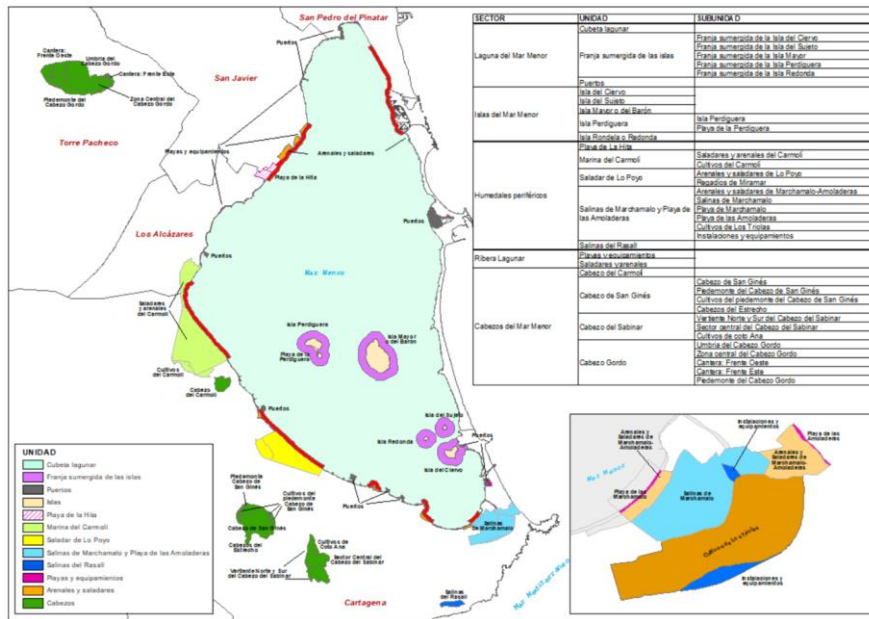 San Pedro del Pinatar
Puertos
Cantera:
Frente Oeste
Umbría del
Cabezo Gordo
Cantera: Frente Este
Piedemonte del
Cabezo Gordo
Zona Central del
Cabezo Gordo
San Javier
Torre Pacheco
Playas y equipamientos
Arenales y saladares
Playa de la Hita
Los Alcázares
Puertos
Puertos
Mar Menor
Saladares
y arenales
del Carmolí
Isla Perdiguera
Playa de la
Perdiguera
Isla Mayor
o del Barón
Cultivos
del Carmolí
Cabezo
del Carmolí
Puertos
Isla del Sujeto
Isla Redonda
Puertos
Isla del Ciervo
Piedemonte
Cabezo de
San Ginés
Cultivos del
piedemonte
Cabezo de
San Ginés
Cabezo de San Ginés
Cabezos del
Estrecho
Puertos
Cultivos de
Coto Ana
Sector Central del
Cabezo del Sabinar
Vertiente Norte y Sur
del Cabezo del Sabinar
Salinas de
Marchamalo
Cartagena
Salinas
del Rasall
Mar Mediterráneo
SECTOR UNIDAD SUBUNIDAD
Laguna del Mar Menor
Cubeta lagunar
Franja sumergida de las islas
Franja sumergida de la Isla del Ciervo
Franja sumergida de la Isla del Sujeto
Franja sumergida de la Isla Mayor
Franja sumergida de la Isla Perdiguera
Franja sumergida de la Isla Redonda
Puertos
Islas del Mar Menor
Isla del Ciervo
Isla del Sujeto
Isla Mayor o del Barón
Isla Perdiguera
Isla Perdiguera
Playa de la Perdiguera
Isla Rondela o Redonda
Humedales periféricos
Playa de La Hita
Marina del Carmolí
Saladares y arenales del Carmolí
Cultivos del Carmolí
Saladar de Lo Poyo
Arenales y saladares de Lo Poyo
Regadíos de Miramar
Salinas de Marchamalo y Playa de
las Amoladeras
Arenales y saladares de Marchamalo-Amoladeras
Salinas de Marchamalo
Playa de Marchamalo
Playa de las Amoladeras
Cultivos de Los Triolas
Instalaciones y equipamientos
Salinas del Rasall
Ribera Lagunar
Playas y equipamientos
Saladares y arenales
Cabezos del Mar Menor
Cabezo del Carmolí
Cabezo de San Ginés
Cabezo de San Ginés
Piedemonte del Cabezo de San Ginés
Cultivos del piedemonte del Cabezo de San Ginés
Cabezos del Estrecho
Cabezo del Sabinar
Vertiente Norte y Sur del Cabezo del Sabinar
Sector central del Cabezo del Sabinar
Cultivos de coto Ana
Cabezo Gordo
Umbría del Cabezo Gordo
Zona central del Cabezo Gordo
Cantera: Frente Oeste
Cantera: Frente Este
Piedemonte del Cabezo Gordo
UNIDAD
Cubeta lagunar
Franja sumergida de las islas
Puertos
Islas
Playa de la Hita
Marina del Carmolí
Saladar de Lo Poyo
Salinas de Marchamalo y Playa de las Amoladeras
Salinas del Rasall
Playas y equipamientos
Arenales y saladares
Cabezos
Arenales y
Saladares de
Marchamalo-
Amoladeras
Instalaciones y
equipamientos
Playa de las
Amoladeras
Arenales y
Saladares de
Marchamalo-
Amoladeras
Mar Menor
Playa de las
Marchamalo
Salinas de
Marchamalo
Instalaciones y
equipamientos